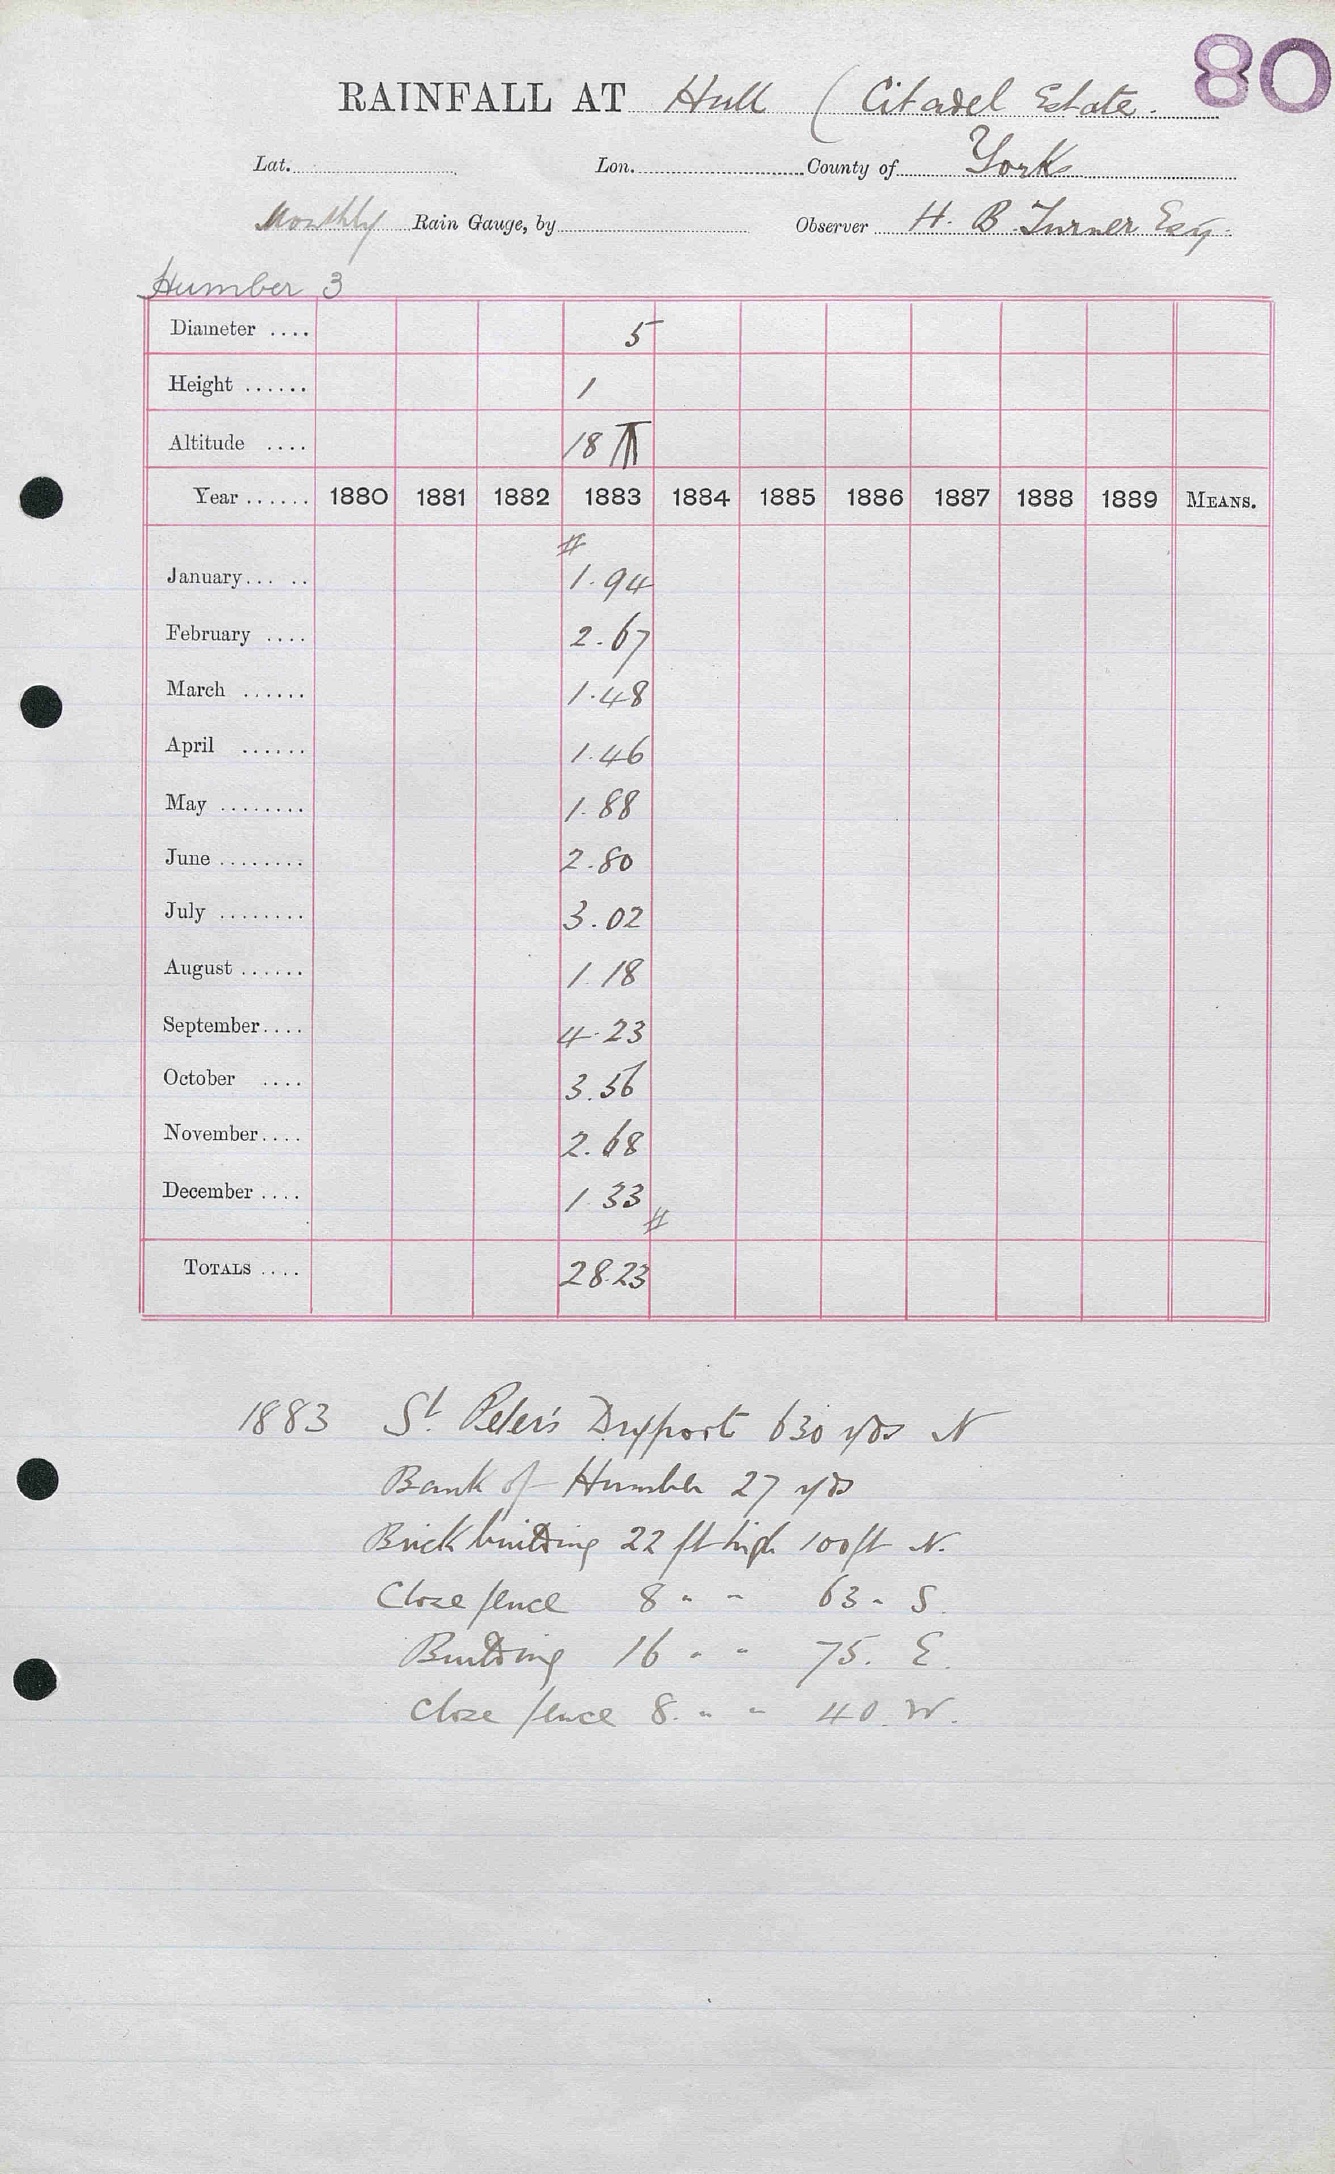 80
RAINFALL AT Hull (Citadel Estate.
Lat. Lon. County of Yorks
Monthly Rain Gauge, by Observer H. B. Turner Esq.
Humber 3
Diameter .... 5
Height ...... 1
Altitude .... 18
Year ...... 1880 1881 1882 1883 1884 1885 1886 1887 1888 1889 MEANS.
#
January... .. 1.94
February .... 2.67
March ...... 1.48
April ...... 1.46
May ........ 1.88
June ........ 2.80
July ........ 3.02
August ...... 1.18
September.... 4.23
October .... 3.56
November.... 2.68
December .... 1.33
#
TOTALS .... 28.23
1883 St. Peter's Drypool 630 yds N
Bank of Humber 27 yds
Brick building 22 ft high 100 ft N.
Close fence 8 " " 63 " S.
Building 16 " " 75. E.
Close fence 8. " " 40. W.